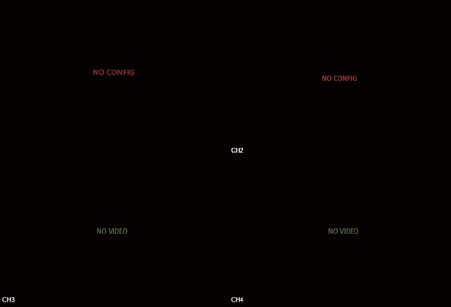 NO CONFIG
NO CONFIG
CH2
NO VIDEO
NO VIDEO
CH3
CH4